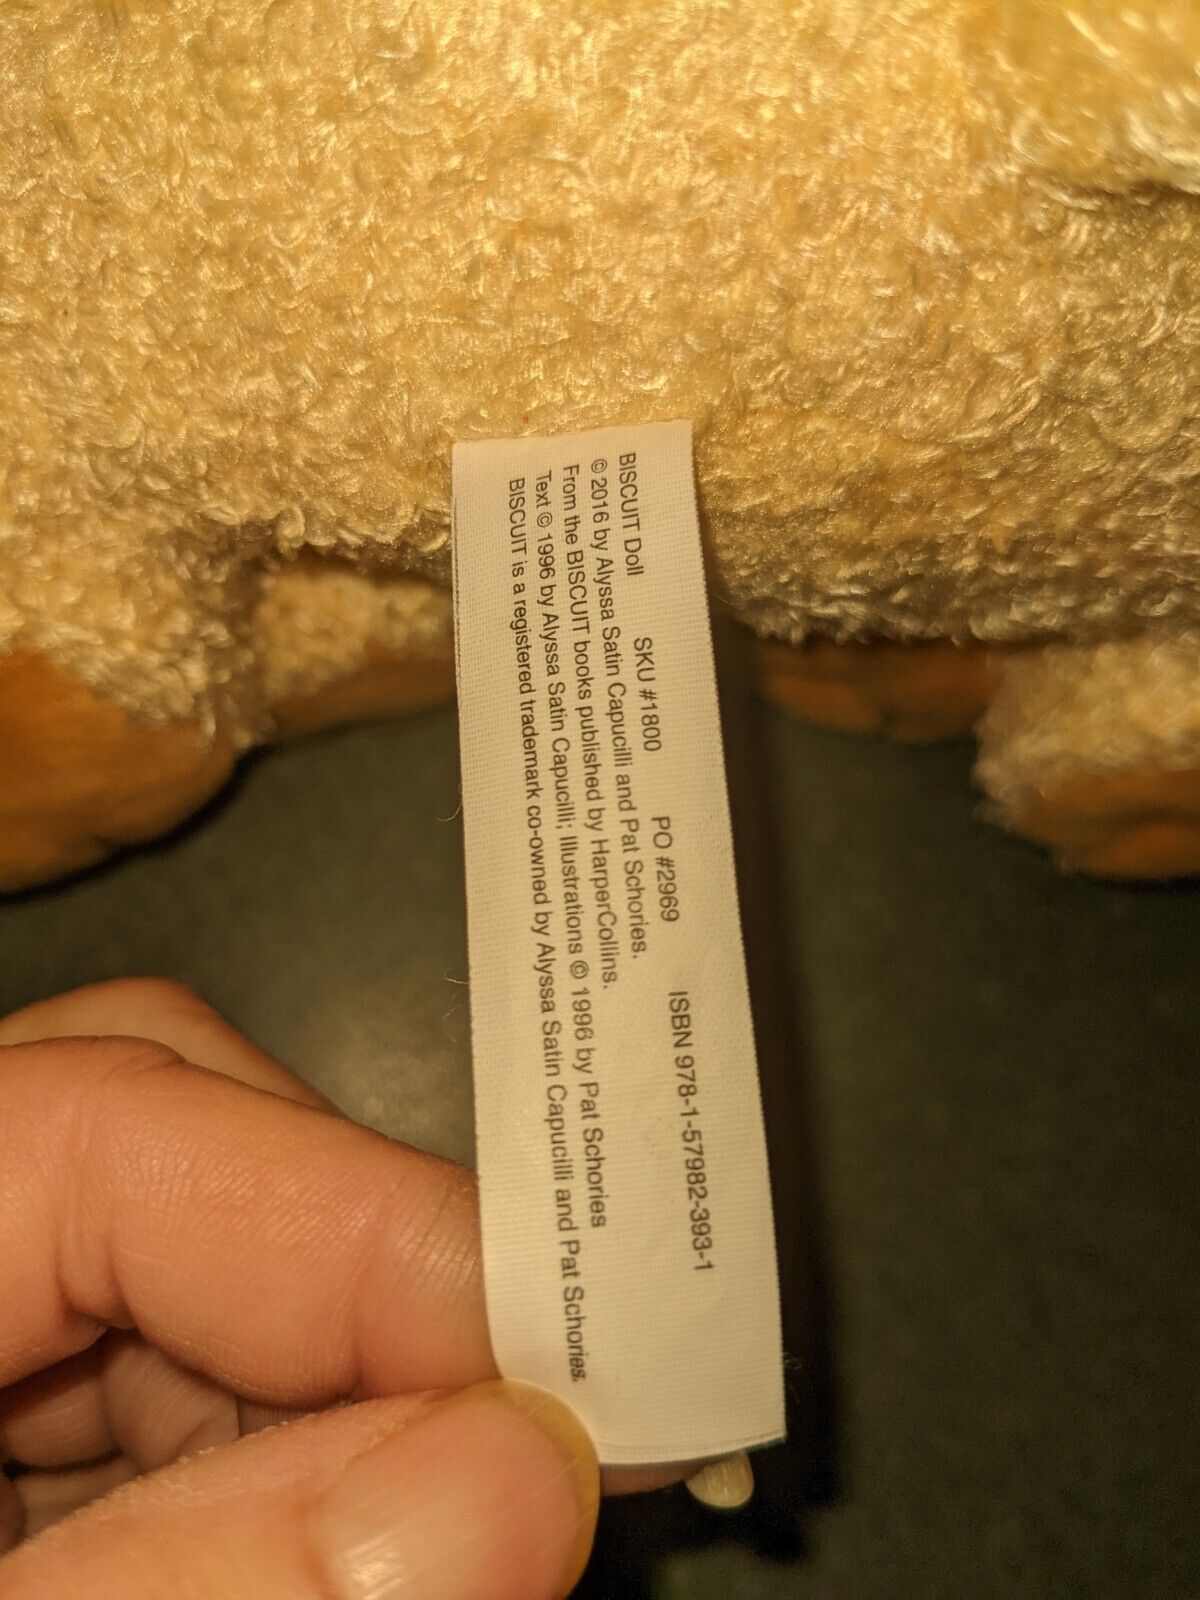 BISCUIT Doll SKU #1800 PO #2969 ISBN 978-1-57982-393-1
© 2016 by Alyssa Satin Capucilli and Pat Schories.
From the BISCUIT books published by HarperCollins.
Text © 1996 by Alyssa Satin Capucilli; Illustrations © 1996 by Pat Schories
BISCUIT is a registered trademark co-owned by Alyssa Satin Capucilli and Pat Schories.